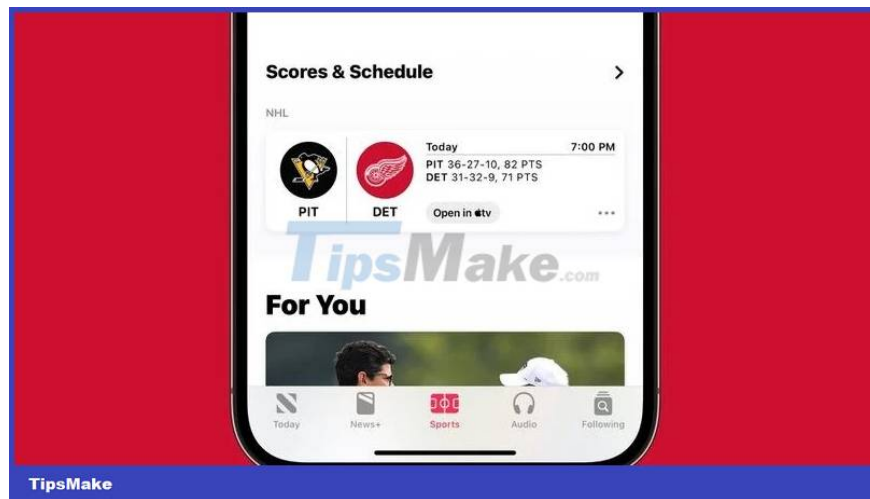 Scores & Schedule
NHL
Today 7:00 PM
PIT 36-27-10, 82 PTS
DET 31-32-9, 71 PTS
PIT DET Open in tv
TipsMake.com
For You
Today News+ Sports Audio Following
TipsMake